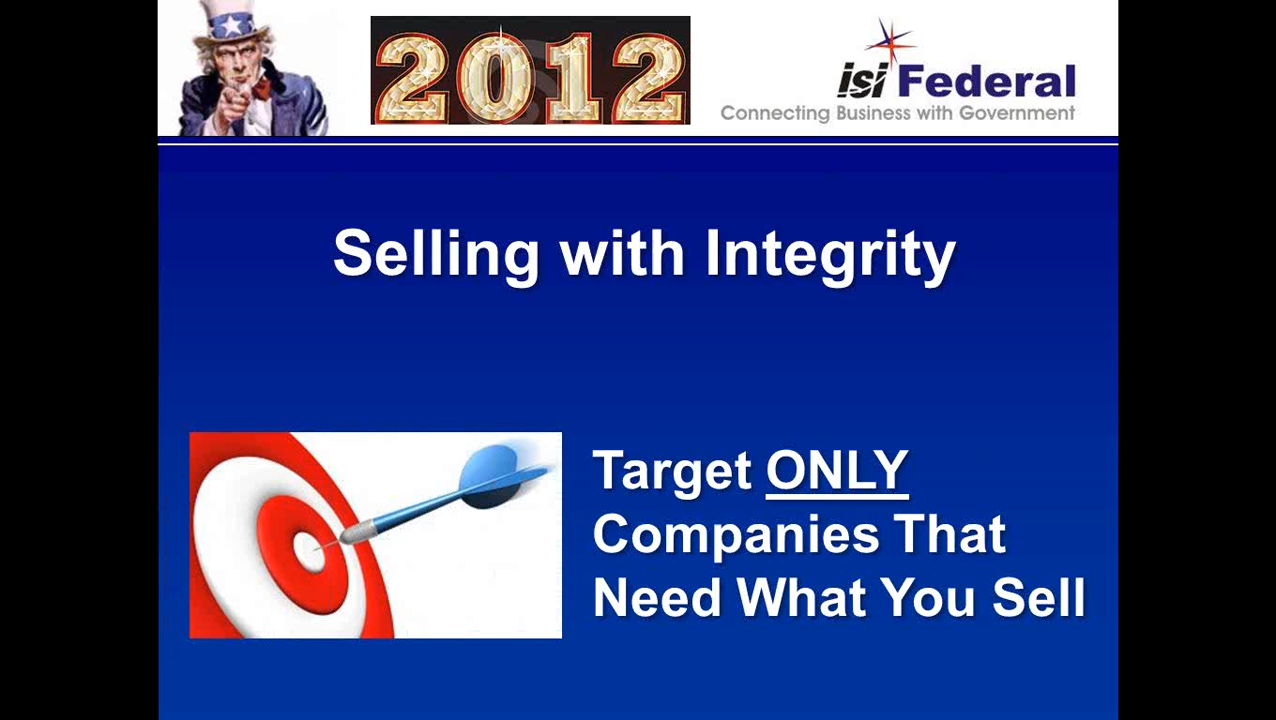 2012
isi Federal
Connecting Business with Government
Selling with Integrity
Target ONLY
Companies That
Need What You Sell